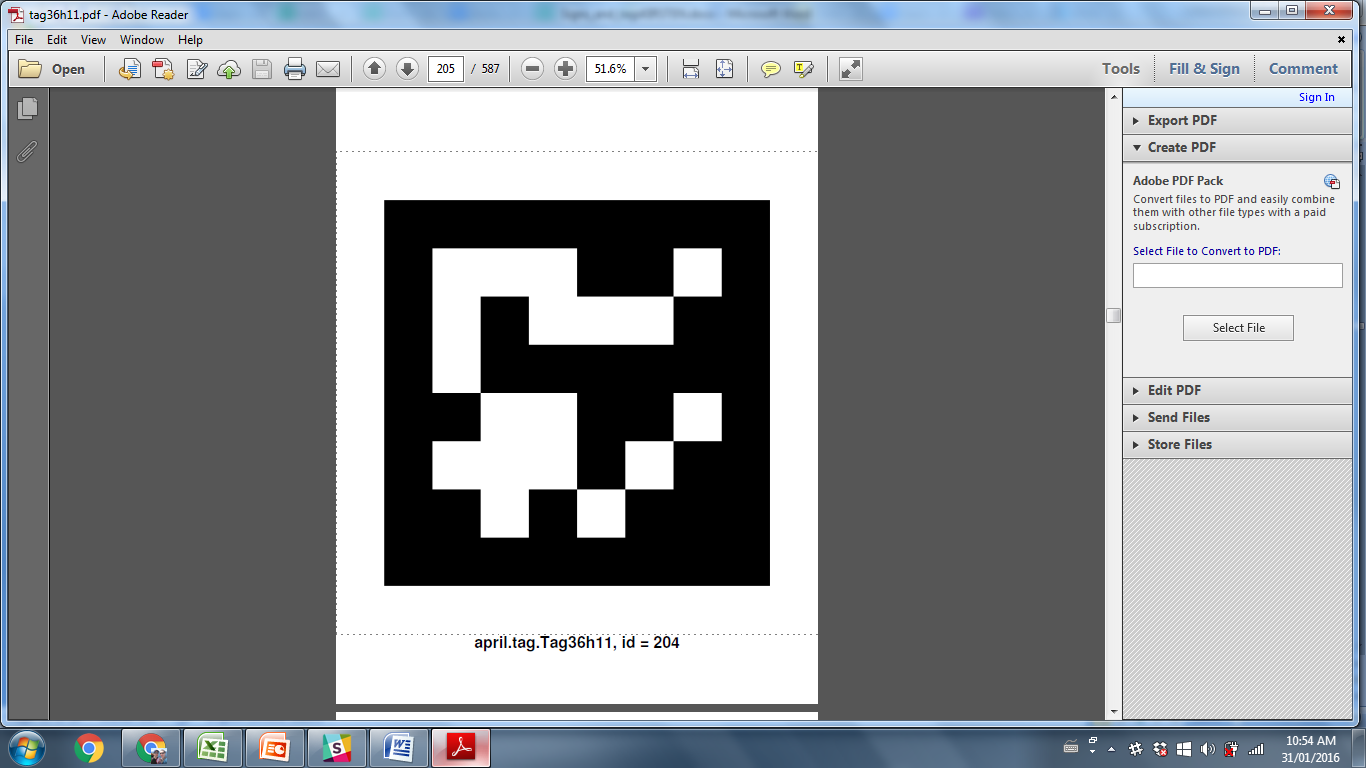 tag36h11.pdf - Adobe Reader
File Edit View Window Help
Open 205 / 587 51.6% Tools Fill & Sign Comment
Sign In
Export PDF
Create PDF
Adobe PDF Pack
Convert files to PDF and easily combine
them with other file types with a paid
subscription.
Select File to Convert to PDF:
Select File
Edit PDF
Send Files
Store Files
april.tag.Tag36h11, id = 204
10:54 AM
31/01/2016